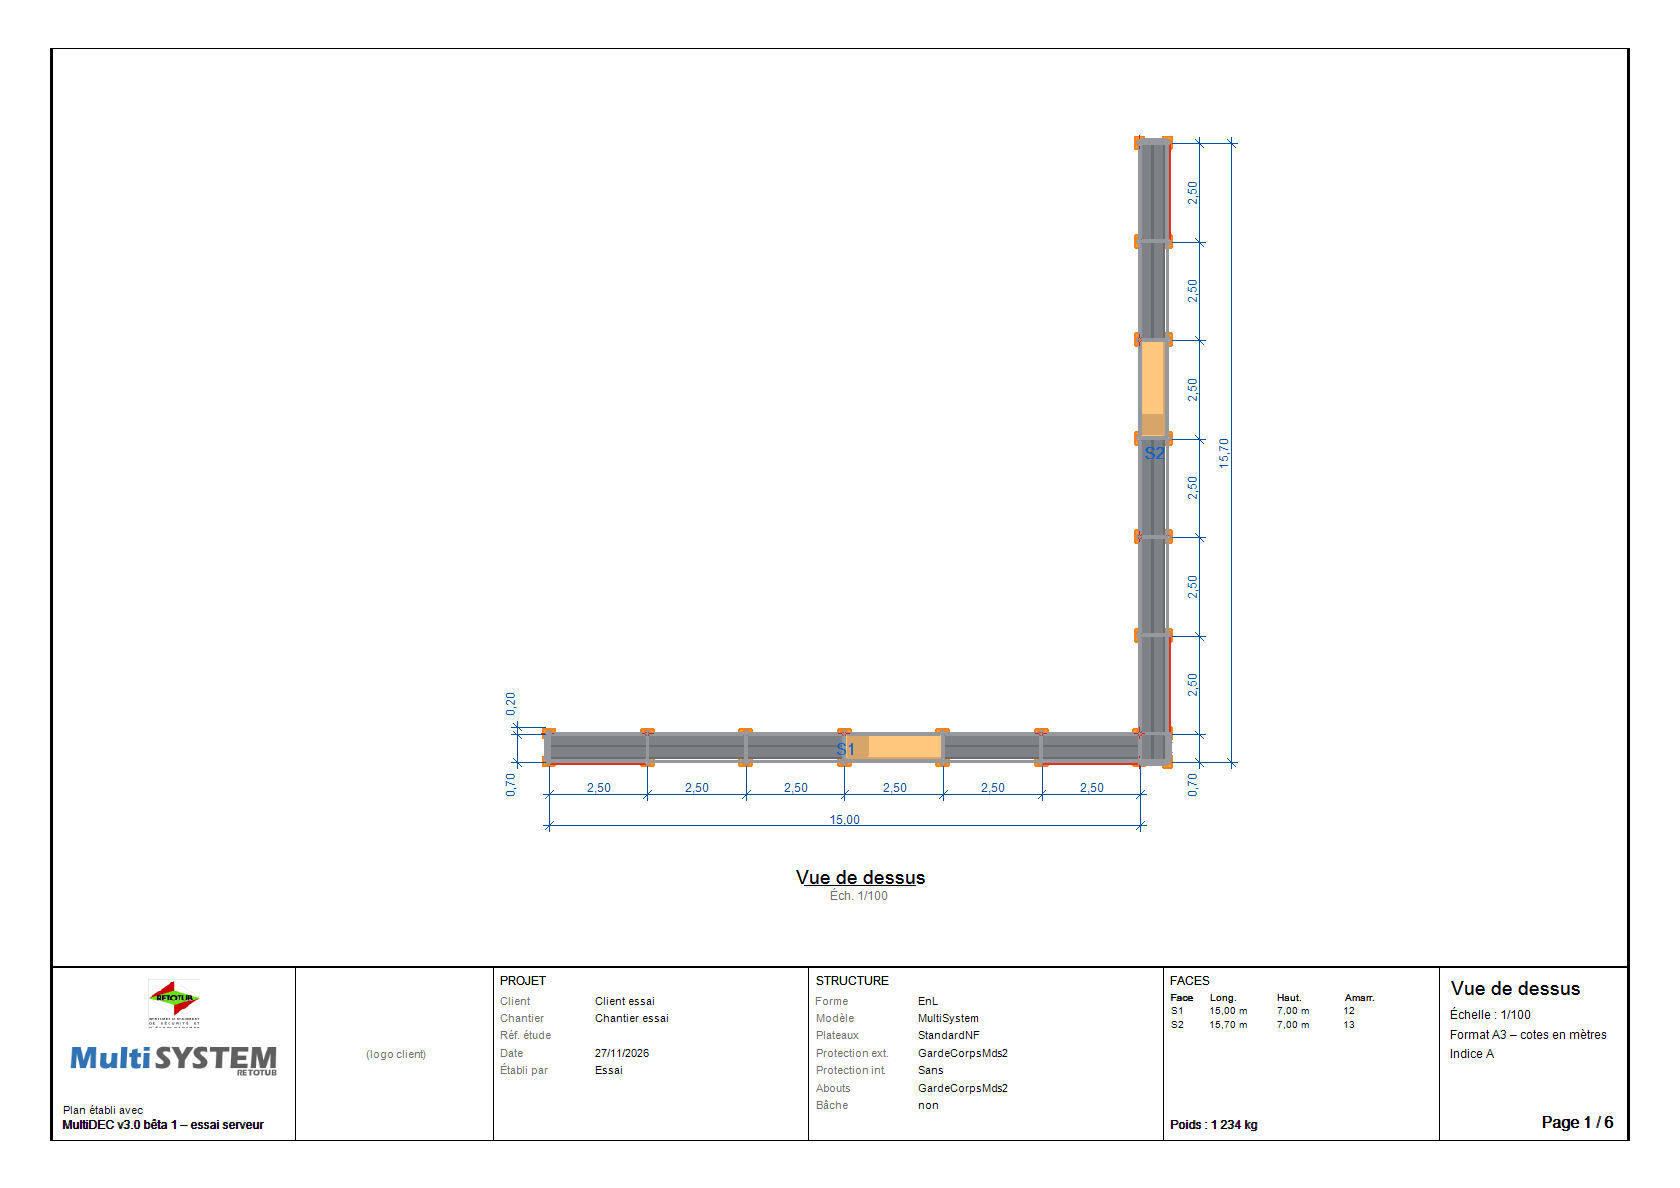 2,50
2,50
2,50
15,70
S2
2,50
2,50
2,50
0,20
S1
0,70
2,50
2,50
2,50
2,50
2,50
2,50
0,70
15,00
Vue de dessus
Éch. 1/100
RETOTUB
MultiSYSTEM
RETOTUB
Plan établi avec
MultiDEC v3.0 bêta 1 – essai serveur
(logo client)
PROJET
Client Client essai
Chantier Chantier essai
Réf. étude
Date 27/11/2026
Établi par Essai
STRUCTURE
Forme EnL
Modèle MultiSystem
Plateaux StandardNF
Protection ext. GardeCorpsMds2
Protection int. Sans
Abouts GardeCorpsMds2
Bâche non
FACES
Face Long. Haut. Amarr.
S1 15,00 m 7,00 m 12
S2 15,70 m 7,00 m 13
Poids : 1 234 kg
Vue de dessus
Échelle : 1/100
Format A3 – cotes en mètres
Indice A
Page 1 / 6